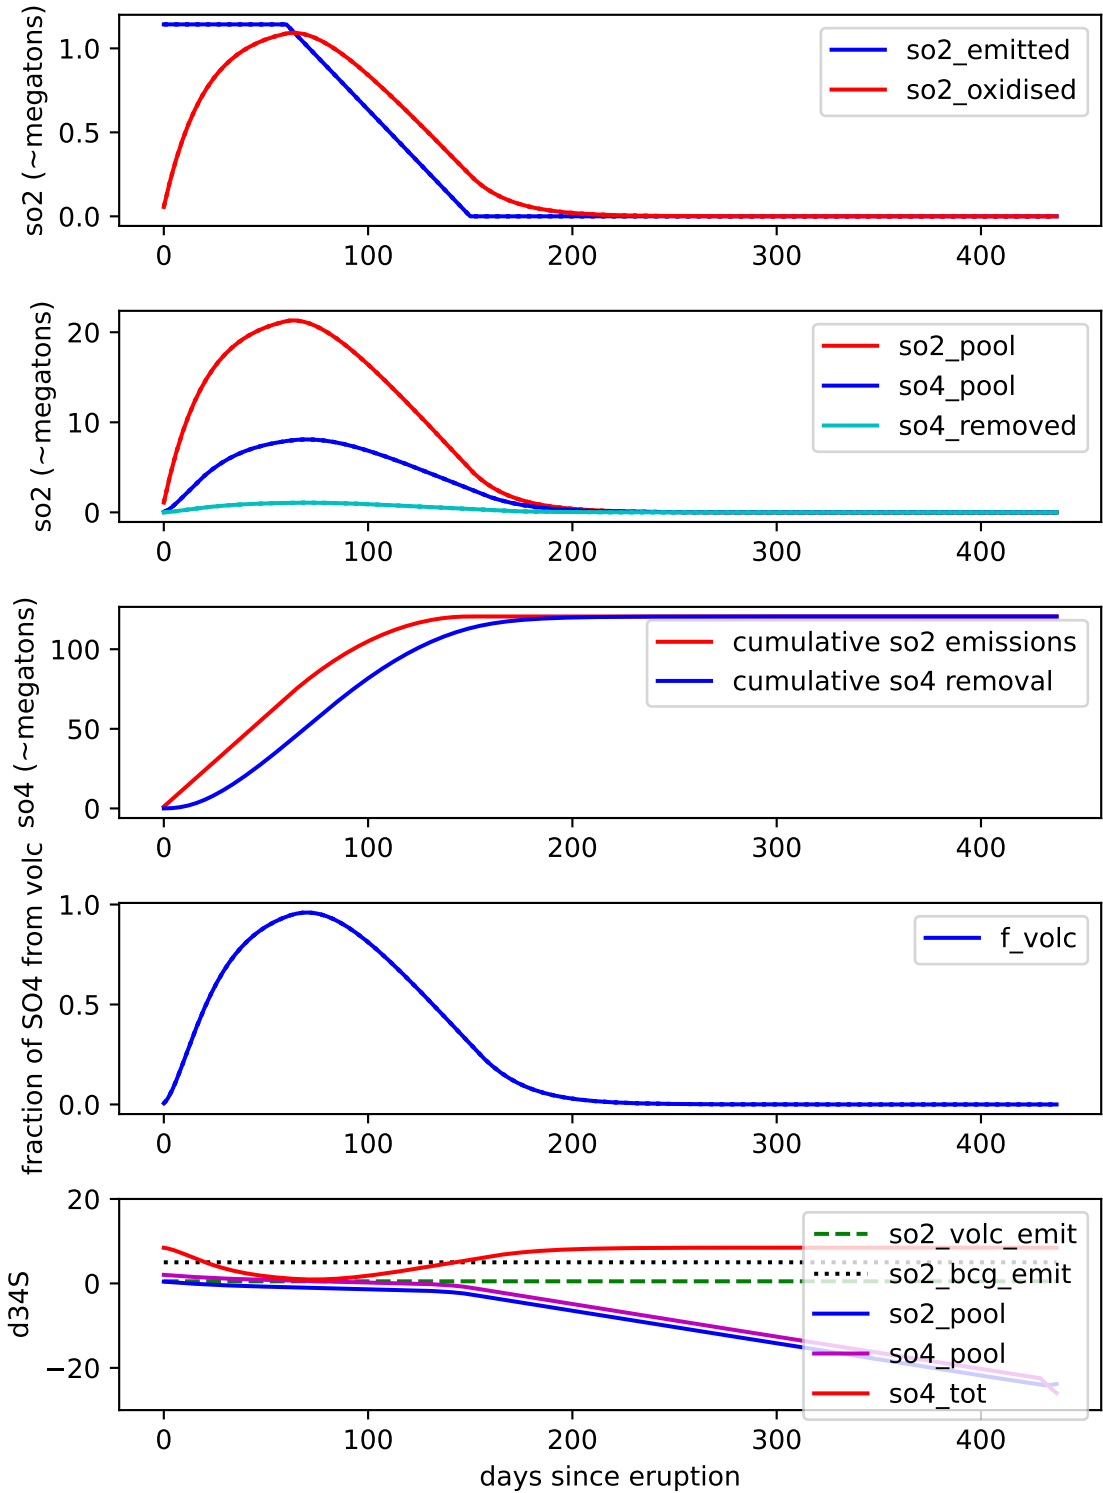 so2 (~megatons)
1.0
0.5
0.0
so2_emitted
so2_oxidised
0 100 200 300 400
so2 (~megatons)
20
10
0
so2_pool
so4_pool
so4_removed
0 100 200 300 400
so4 (~megatons)
100
50
0
cumulative so2 emissions
cumulative so4 removal
0 100 200 300 400
fraction of SO4 from volc
1.0
0.5
0.0
f_volc
0 100 200 300 400
d34S
20
0
−20
so2_volc_emit
so2_bcg_emit
so2_pool
so4_pool
so4_tot
0 100 200 300 400
days since eruption